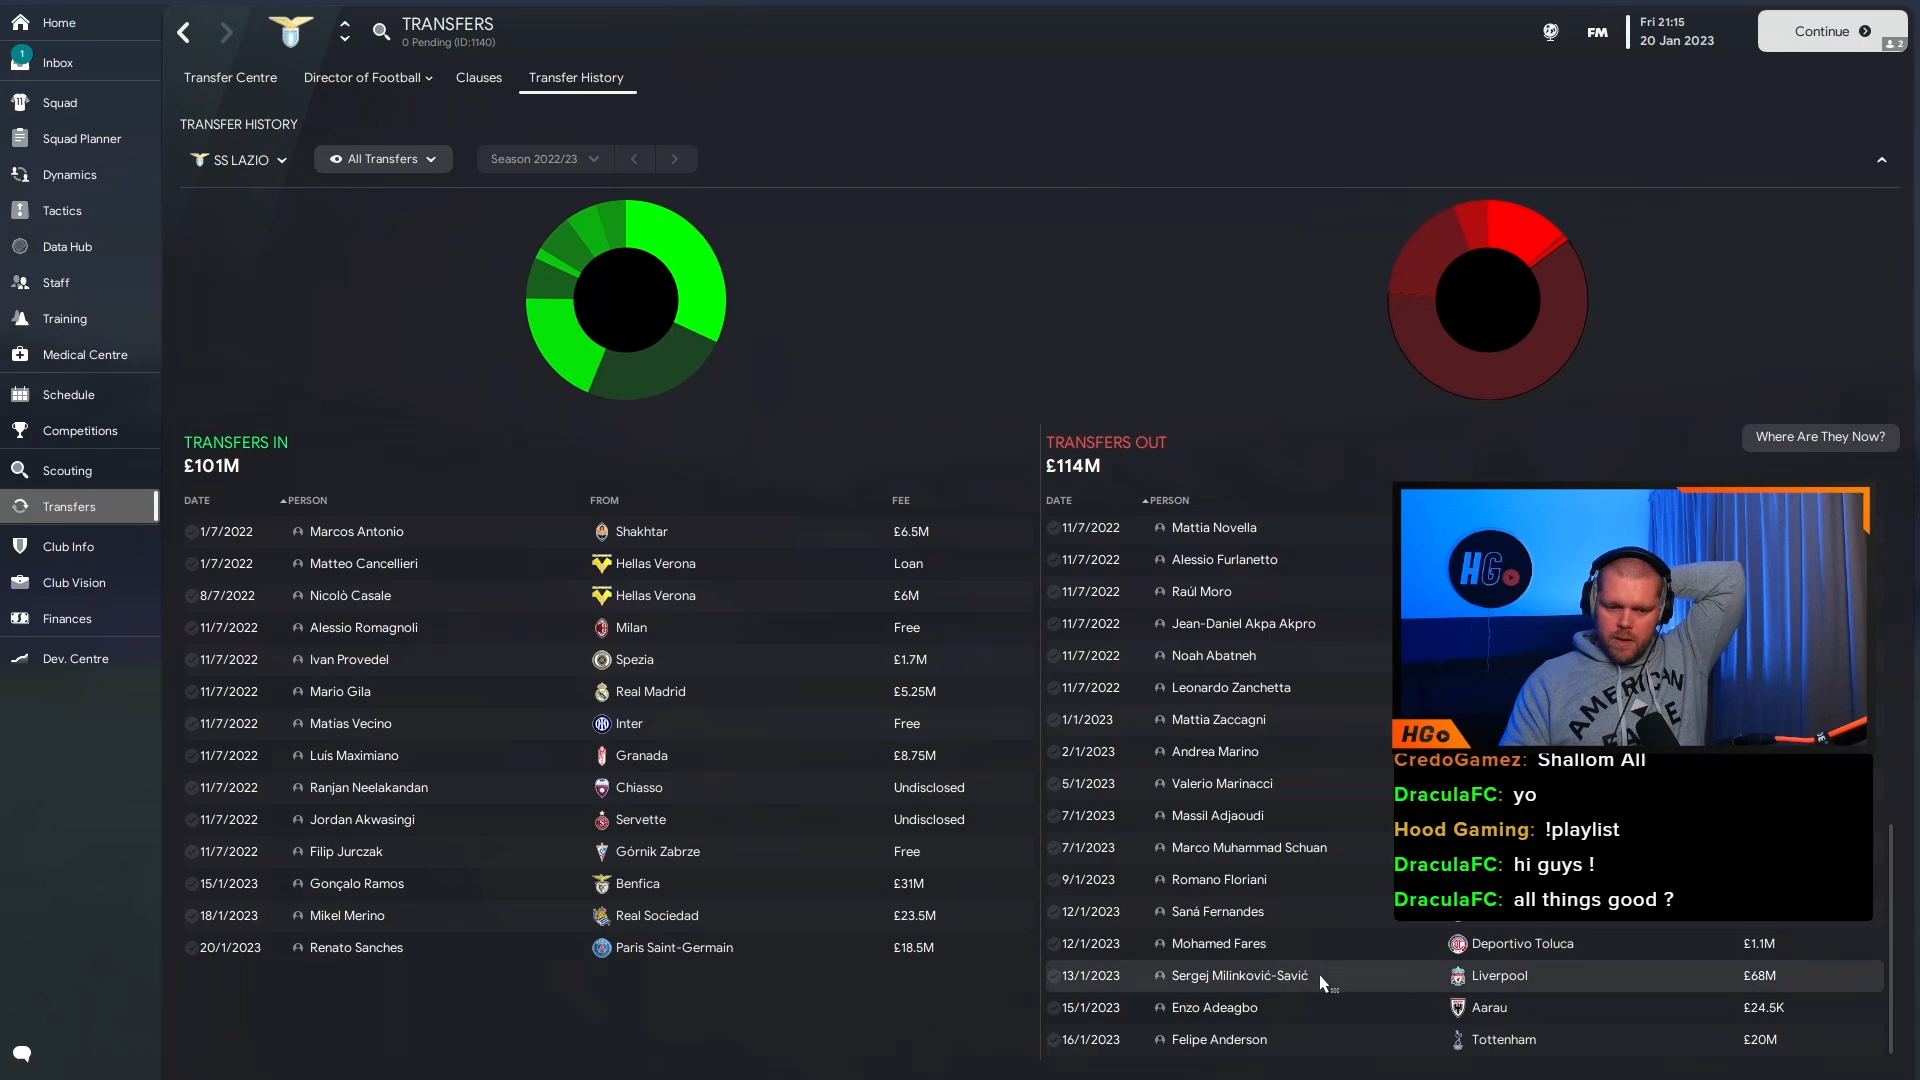 Home
Inbox
1
Squad
Squad Planner
Dynamics
Tactics
Data Hub
Staff
Training
Medical Centre
Schedule
Competitions
Scouting
Transfers
Club Info
Club Vision
Finances
Dev. Centre
TRANSFERS
0 Pending (ID:1140)
FM
Fri 21:15
20 Jan 2023
Continue
2
Transfer Centre
Director of Football
Clauses
Transfer History
TRANSFER HISTORY
SS LAZIO
All Transfers
Season 2022/23
TRANSFERS IN
£101M
DATE PERSON FROM FEE
1/7/2022 Marcos Antonio Shakhtar £6.5M
1/7/2022 Matteo Cancellieri Hellas Verona Loan
8/7/2022 Nicolò Casale Hellas Verona £6M
11/7/2022 Alessio Romagnoli Milan Free
11/7/2022 Ivan Provedel Spezia £1.7M
11/7/2022 Mario Gila Real Madrid £5.25M
11/7/2022 Matías Vecino Inter Free
11/7/2022 Luís Maximiano Granada £8.75M
11/7/2022 Ranjan Neelakandan Chiasso Undisclosed
11/7/2022 Jordan Akwasingi Servette Undisclosed
11/7/2022 Filip Jurczak Górnik Zabrze Free
15/1/2023 Gonçalo Ramos Benfica £31M
18/1/2023 Mikel Merino Real Sociedad £23.5M
20/1/2023 Renato Sanches Paris Saint-Germain £18.5M
TRANSFERS OUT
£114M
Where Are They Now?
DATE PERSON
11/7/2022 Mattia Novella
11/7/2022 Alessio Furlanetto
11/7/2022 Raúl Moro
11/7/2022 Jean-Daniel Akpa Akpro
11/7/2022 Noah Abatneh
11/7/2022 Leonardo Zanchetta
1/1/2023 Mattia Zaccagni
2/1/2023 Andrea Marino
5/1/2023 Valerio Marinacci
7/1/2023 Massil Adjaoudi
7/1/2023 Marco Muhammad Schuan
9/1/2023 Romano Floriani
12/1/2023 Saná Fernandes
12/1/2023 Mohamed Fares Deportivo Toluca £1.1M
13/1/2023 Sergej Milinković-Savić Liverpool £68M
15/1/2023 Enzo Adeagbo Aarau £24.5K
16/1/2023 Felipe Anderson Tottenham £20M
HG
AMERICAN
HG
CredoGamez: Shallom All
DraculaFC: yo
Hood Gaming: !playlist
DraculaFC: hi guys !
DraculaFC: all things good ?